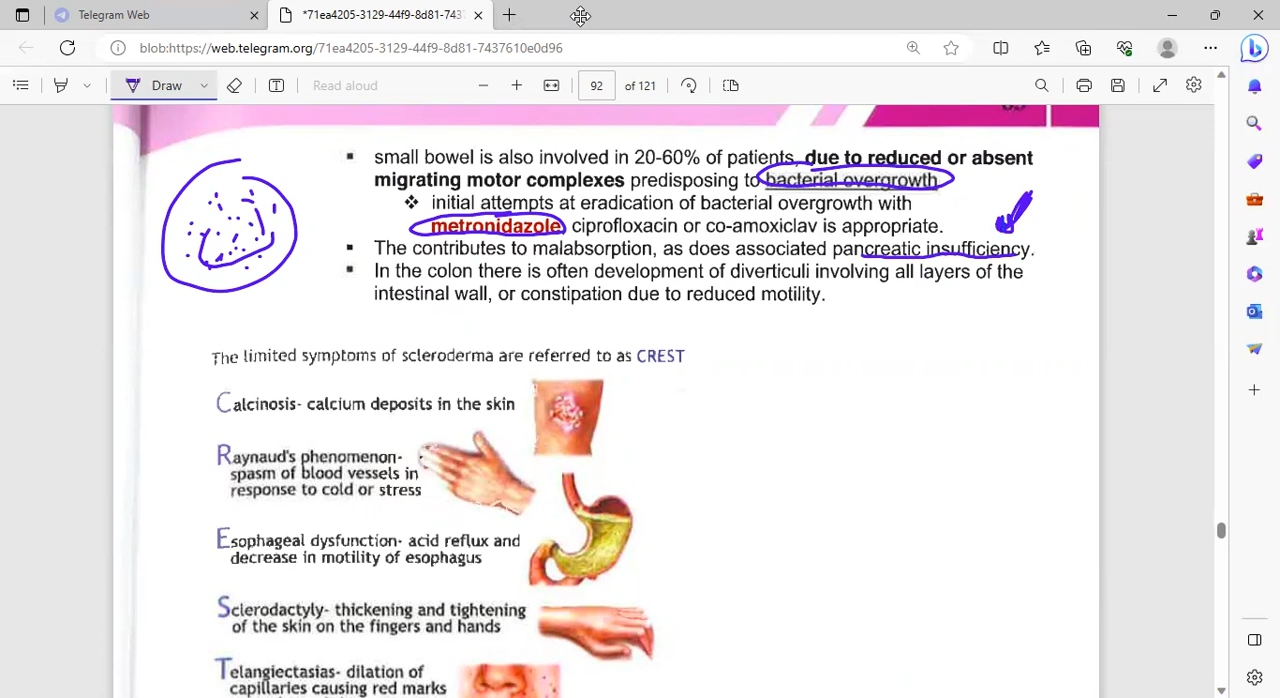 Telegram Web
*71ea4205-3129-44f9-8d81-7437
blob:https://web.telegram.org/71ea4205-3129-44f9-8d81-7437610e0d96
Draw
Read aloud
92 of 121
small bowel is also involved in 20-60% of patients, due to reduced or absent
migrating motor complexes predisposing to bacterial overgrowth
initial attempts at eradication of bacterial overgrowth with
metronidazole ciprofloxacin or co-amoxiclav is appropriate.
The contributes to malabsorption, as does associated pancreatic insufficiency.
In the colon there is often development of diverticuli involving all layers of the
intestinal wall, or constipation due to reduced motility.
The limited symptoms of scleroderma are referred to as CREST
Calcinosis- calcium deposits in the skin
Raynaud's phenomenon-
spasm of blood vessels in
response to cold or stress
Esophageal dysfunction- acid reflux and
decrease in motility of esophagus
Sclerodactyly- thickening and tightening
of the skin on the fingers and hands
Telangiectasias- dilation of
capillaries causing red marks